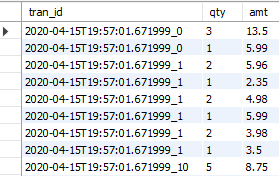 tran_id qty amt
2020-04-15T19:57:01.671999_0 3 13.5
2020-04-15T19:57:01.671999_0 1 5.99
2020-04-15T19:57:01.671999_1 2 5.96
2020-04-15T19:57:01.671999_1 1 2.35
2020-04-15T19:57:01.671999_1 2 4.98
2020-04-15T19:57:01.671999_1 1 5.99
2020-04-15T19:57:01.671999_1 2 3.98
2020-04-15T19:57:01.671999_1 1 3.5
2020-04-15T19:57:01.671999_10 5 8.75